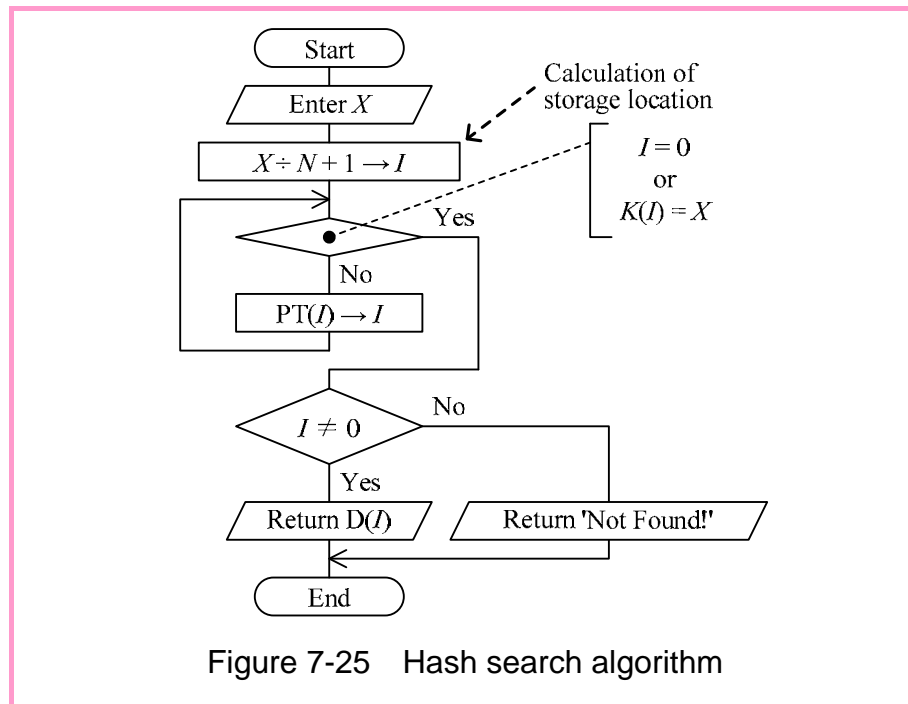 Start
Enter X
Calculation of
storage location
X ÷ N + 1 → I
I = 0
or
K(I) = X
Yes
No
PT(I) → I
I ≠ 0
No
Yes
Return D(I)
Return 'Not Found!'
End
Figure 7-25 Hash search algorithm